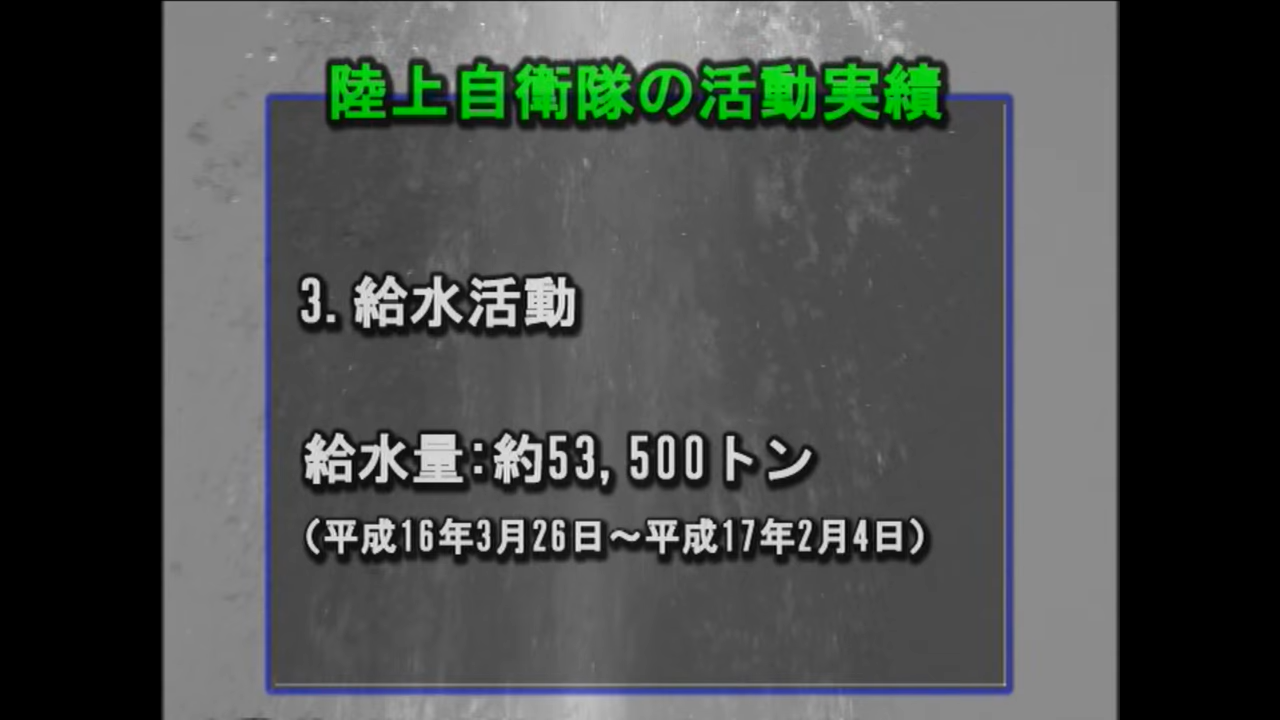 陸上自衛隊の活動実績
3.給水活動
給水量:約53,500トン
(平成16年3月26日~平成17年2月4日)